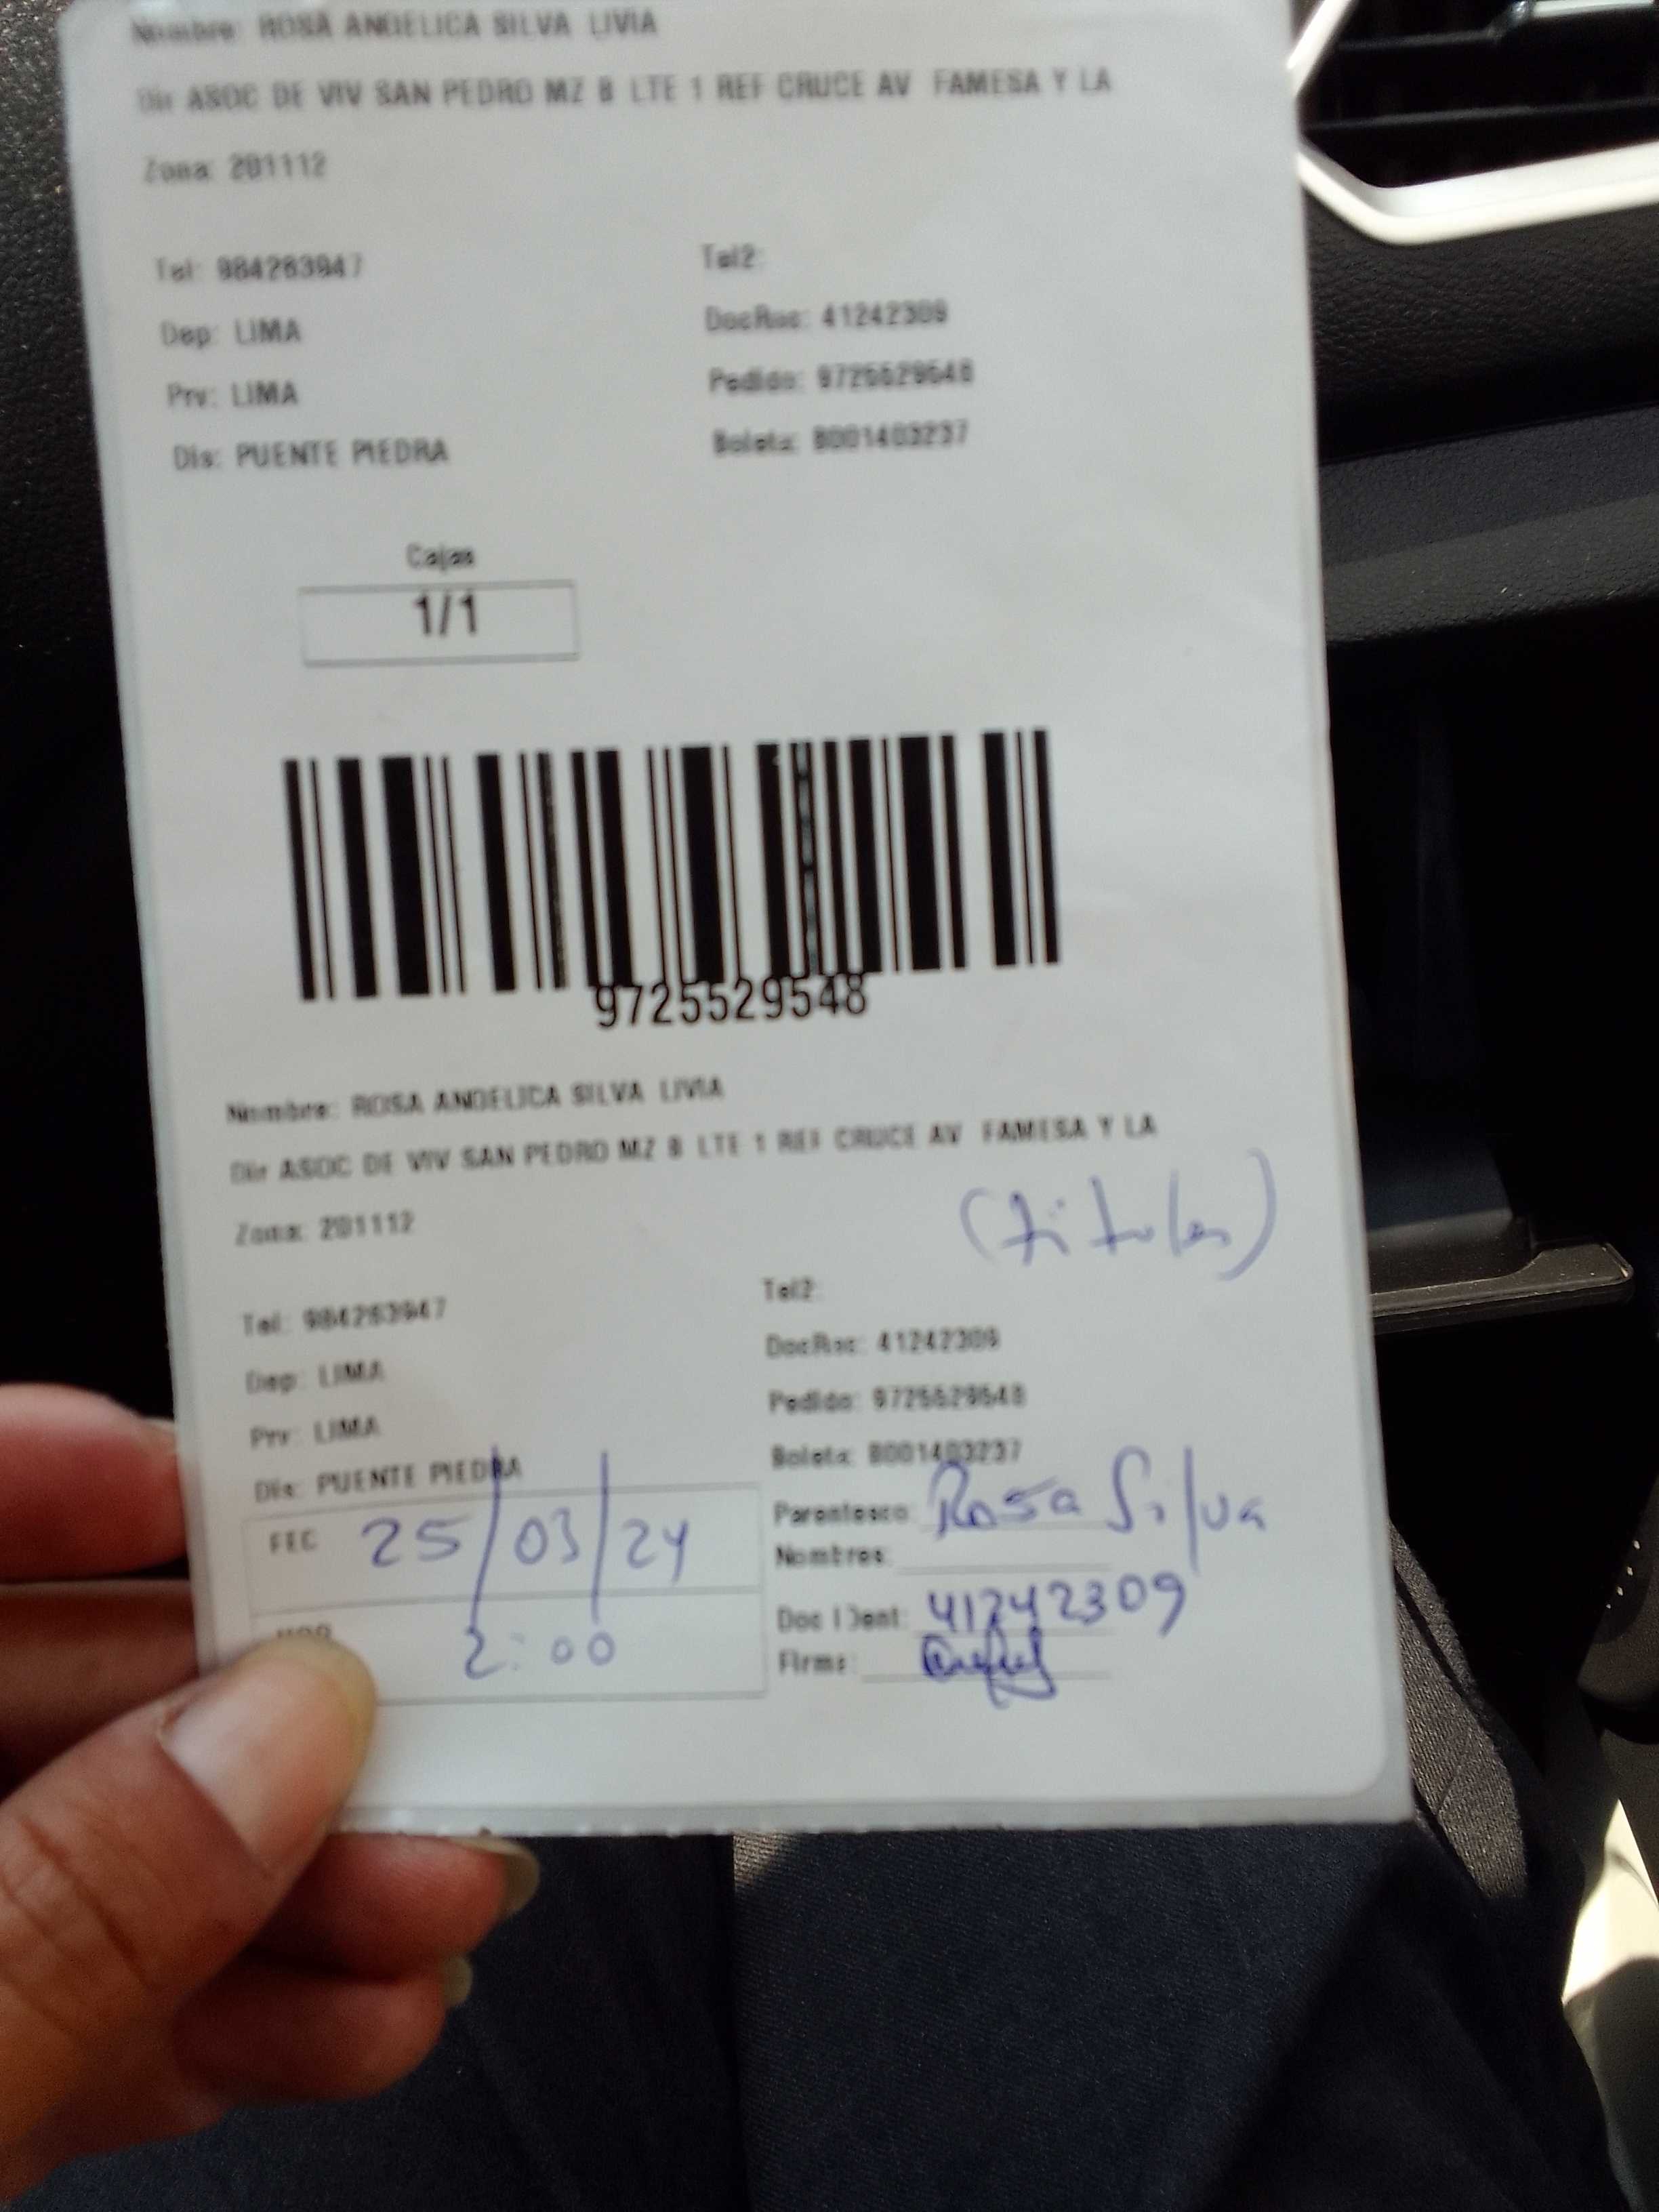 Nombre: ROSA ANGELICA SILVA LIVIA
Dir ASOC DE VIV SAN PEDRO MZ B LTE 1 REF CRUCE AV FAMESA Y LA
Zona: 201112
Tel: 984263947
Tel2:
Dep: LIMA
DocRuc: 41242309
Prv: LIMA
Pedido: 9725529548
Dis: PUENTE PIEDRA
Boleta: B001403237
Cajas
1/1
9725529548
Nombre: ROSA ANGELICA SILVA LIVIA
Dir ASOC DE VIV SAN PEDRO MZ B LTE 1 REF CRUCE AV FAMESA Y LA
Zona: 201112
(titular)
Tel: 984263947
Tel2:
Dep: LIMA
DocRuc: 41242309
Prv: LIMA
Pedido: 9725529548
Dis: PUENTE PIEDRA
Boleta: B001403237
FEC 25/03/24
Parentesco: Rosa Silva
Nombres:
2:00
Doc Ident: 41242309
Firma: